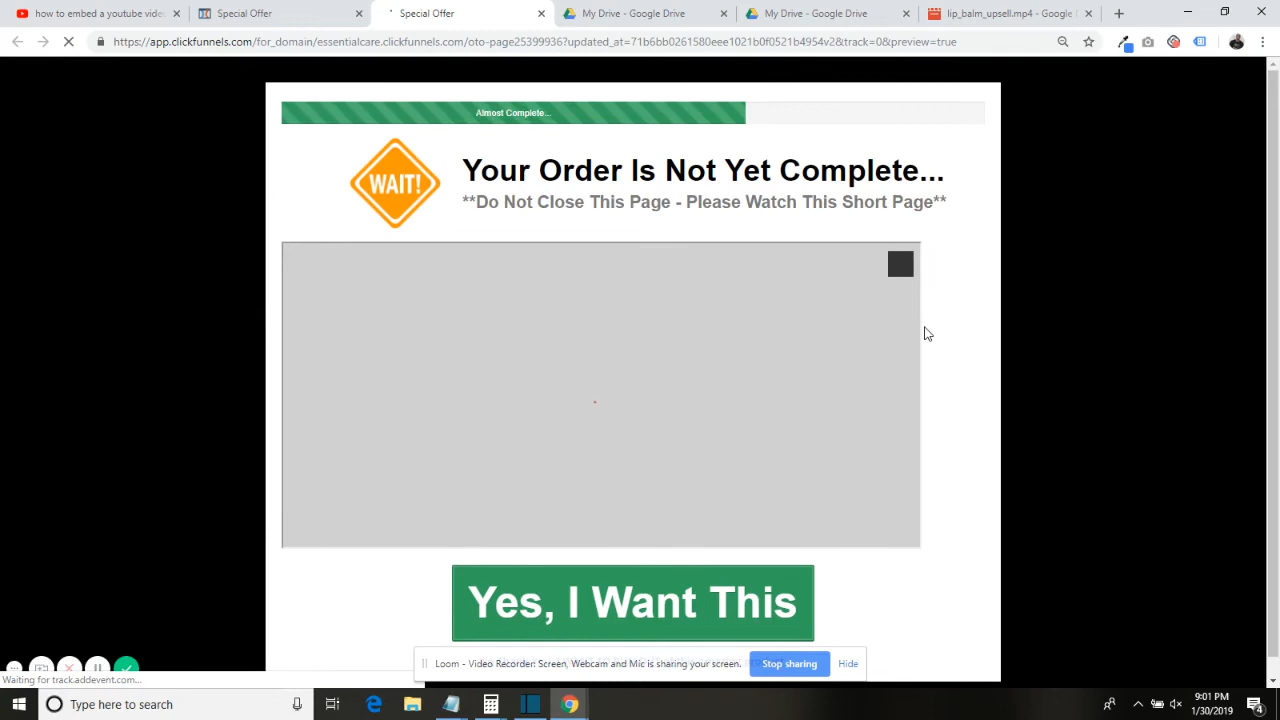 how to embed a youtube video
Special Offer
Special Offer
My Drive - Google Drive
My Drive - Google Drive
lip_balm_upsell.mp4 - Google
https://app.clickfunnels.com/for_domain/essentialcare.clickfunnels.com/oto-page25399936?updated_at=71b6bb0261580eee1021b0f0521b4954v2&track=0&preview=true
Almost Complete...
WAIT!
Your Order Is Not Yet Complete...
**Do Not Close This Page - Please Watch This Short Page**
Yes, I Want This
Loom - Video Recorder: Screen, Webcam and Mic is sharing your screen.
Stop sharing
Hide
Waiting for track.addevent.com...
Type here to search
9:01 PM
1/30/2019
4